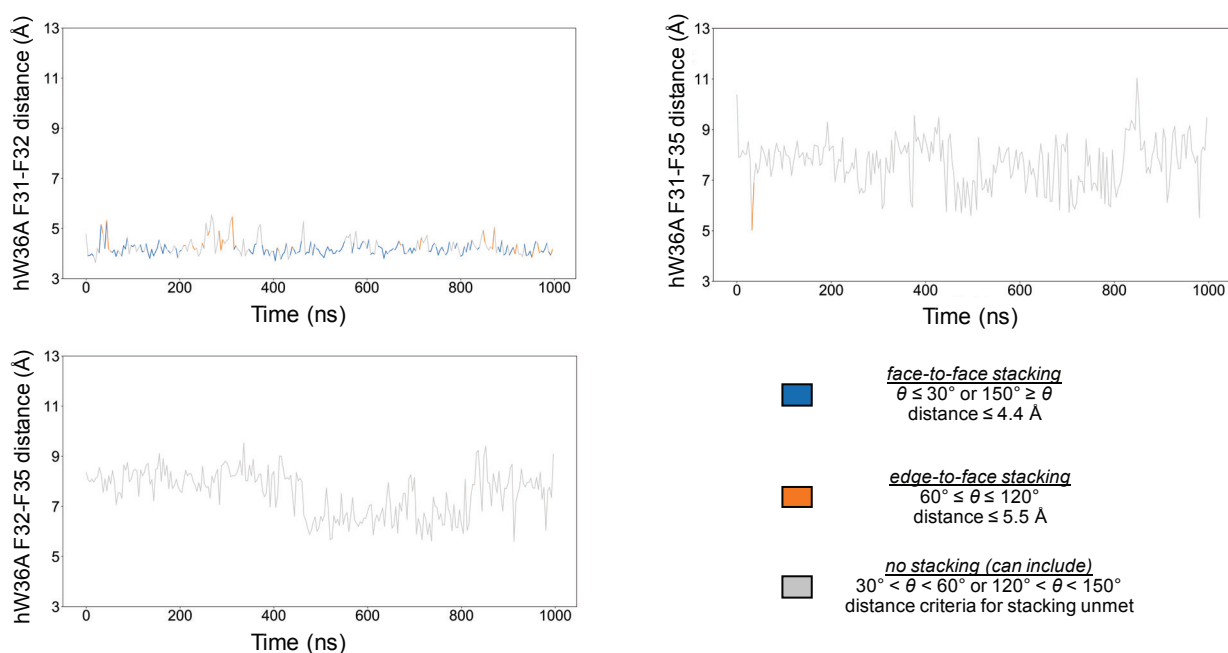 hW36A F31-F32 distance (Å)
13
11
9
7
5
3
0
200
400
600
800
1000
Time (ns)
hW36A F31-F35 distance (Å)
13
11
9
7
5
3
0
200
400
600
800
1000
Time (ns)
hW36A F32-F35 distance (Å)
13
11
9
7
5
3
0
200
400
600
800
1000
Time (ns)
face-to-face stacking
θ ≤ 30° or 150° ≥ θ
distance ≤ 4.4 Å
edge-to-face stacking
60° ≤ θ ≤ 120°
distance ≤ 5.5 Å
no stacking (can include)
30° < θ < 60° or 120° < θ < 150°
distance criteria for stacking unmet